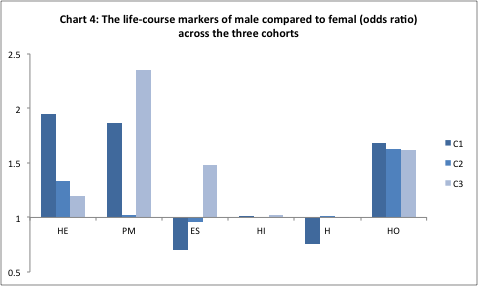 Chart 4: The life-course markers of male compared to femal (odds ratio)
across the three cohorts
2.5
2
1.5
1
0.5
HE PM ES HI H HO
C1
C2
C3